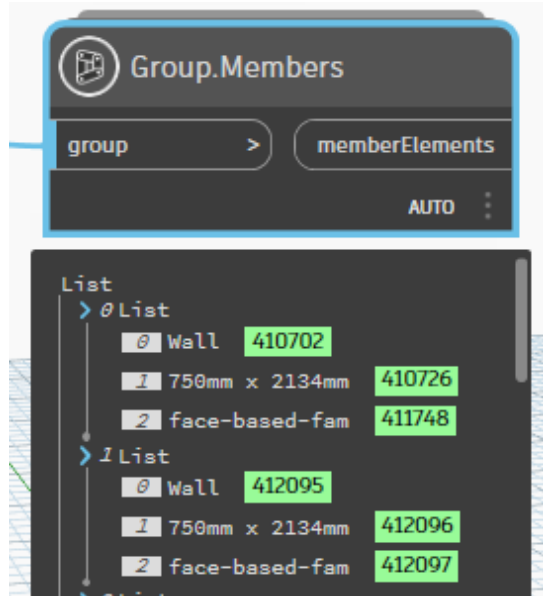 Group.Members
group > memberElements
AUTO
List
0 List
0 Wall 410702
1 750mm x 2134mm 410726
2 face-based-fam 411748
1 List
0 Wall 412095
1 750mm x 2134mm 412096
2 face-based-fam 412097